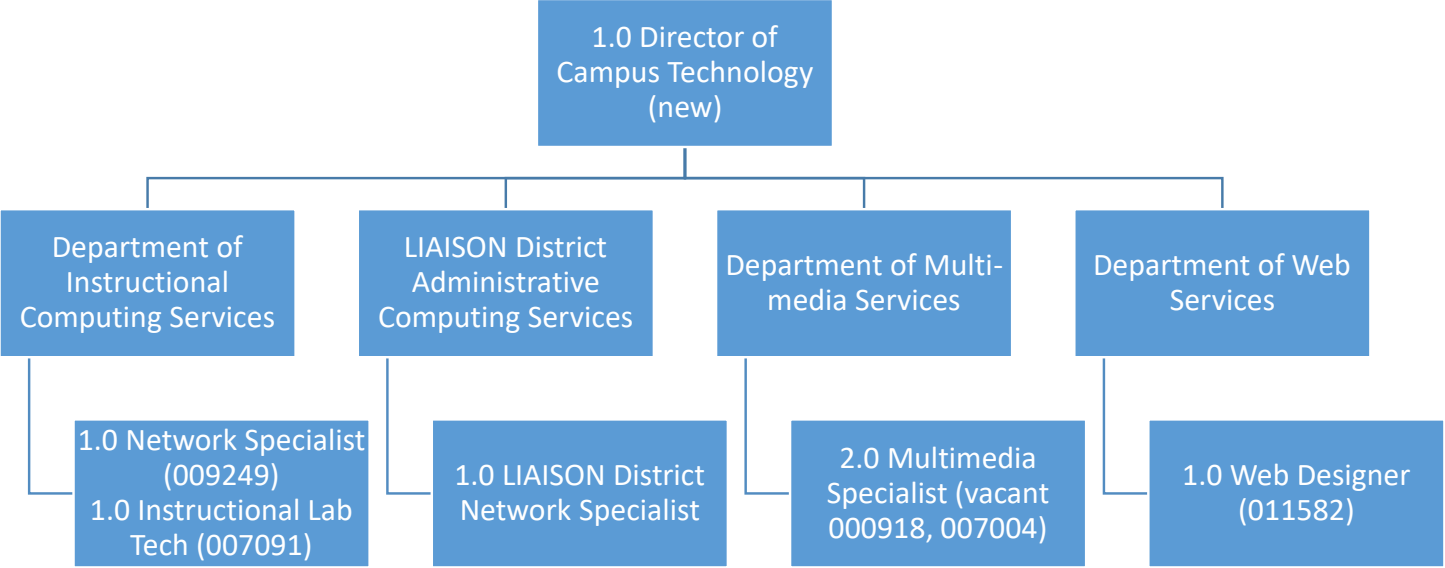 1.0 Director of
Campus Technology
(new)
Department of
Instructional
Computing Services
LIAISON District
Administrative
Computing Services
Department of Multi-
media Services
Department of Web
Services
1.0 Network Specialist
(009249)
1.0 Instructional Lab
Tech (007091)
1.0 LIAISON District
Network Specialist
2.0 Multimedia
Specialist (vacant
000918, 007004)
1.0 Web Designer
(011582)